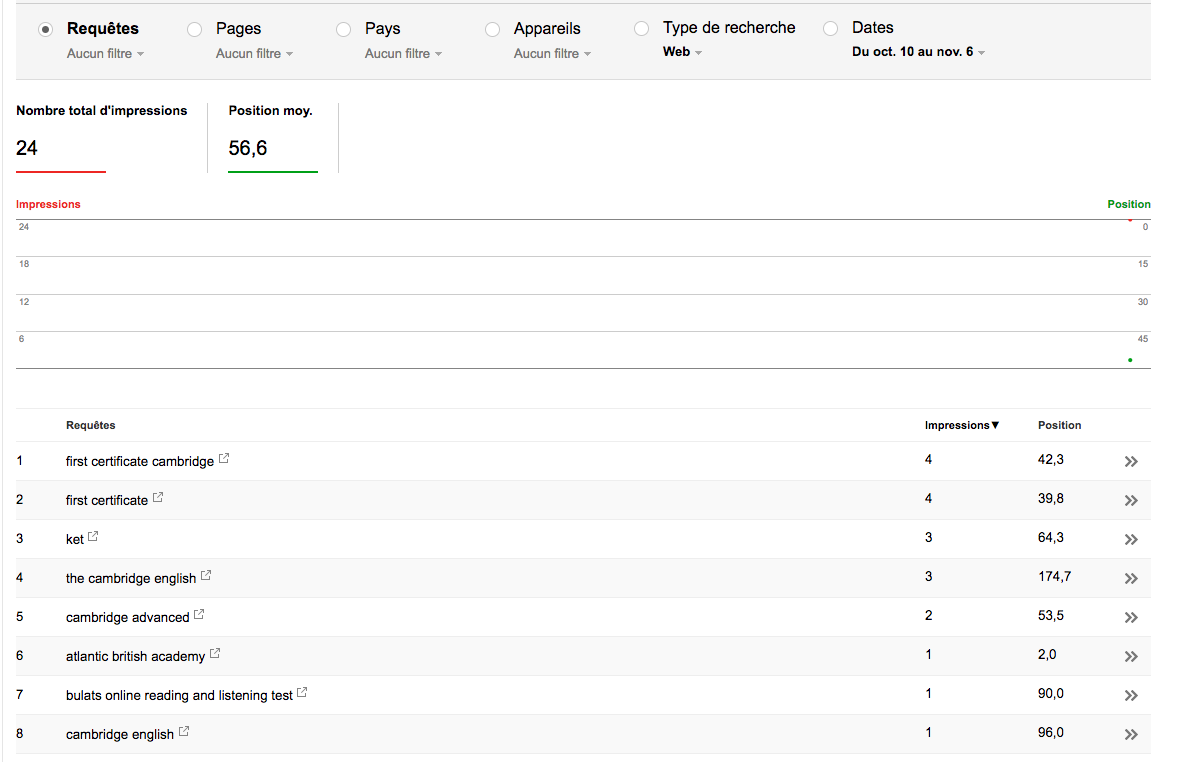 Requêtes Pages Pays Appareils Type de recherche Dates
Aucun filtre Aucun filtre Aucun filtre Aucun filtre Web Du oct. 10 au nov. 6
Nombre total d'impressions Position moy.
24 56,6
Impressions Position
24 0
18 15
12 30
6 45
Requêtes Impressions▼ Position
1 first certificate cambridge 4 42,3
2 first certificate 4 39,8
3 ket 3 64,3
4 the cambridge english 3 174,7
5 cambridge advanced 2 53,5
6 atlantic british academy 1 2,0
7 bulats online reading and listening test 1 90,0
8 cambridge english 1 96,0